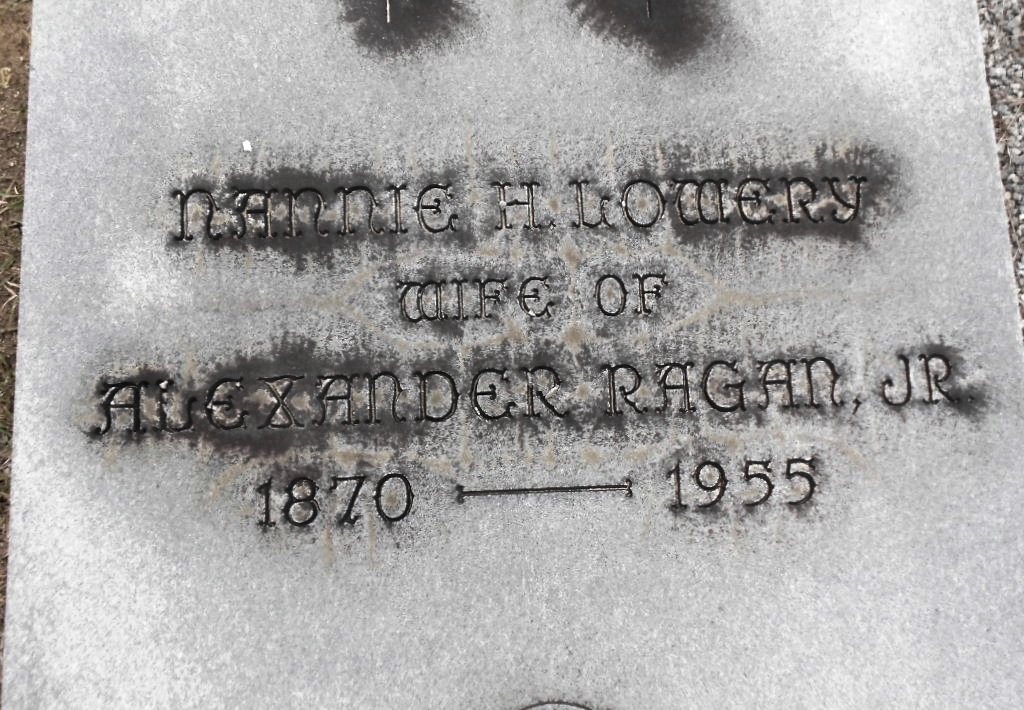 NANNIE H. LOWERY
WIFE OF
ALEXANDER RAGAN, JR.
1870 — 1955